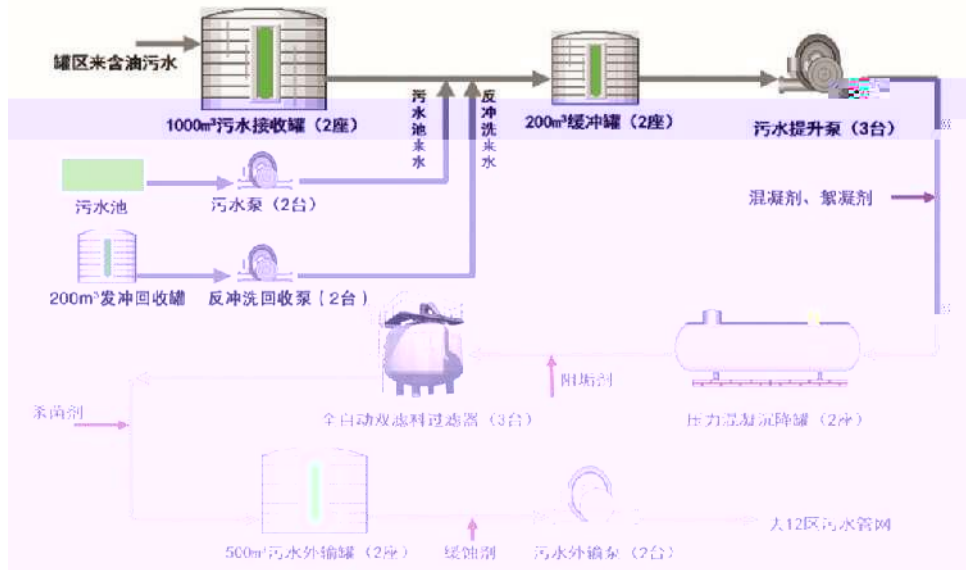 罐区来含油污水
1000m³污水接收罐（2座）
污水池来水
反冲洗来水
200m³缓冲罐（2座）
污水提升泵（3台）
污水池
污水泵（2台）
混凝剂、絮凝剂
200m³发冲回收罐
反冲洗回收泵（2台）
阻垢剂
杀菌剂
全自动双滤料过滤器（3台）
压力混凝沉降罐（2座）
500m³污水外输罐（2座）
缓蚀剂
污水外输泵（2台）
去12区污水管网